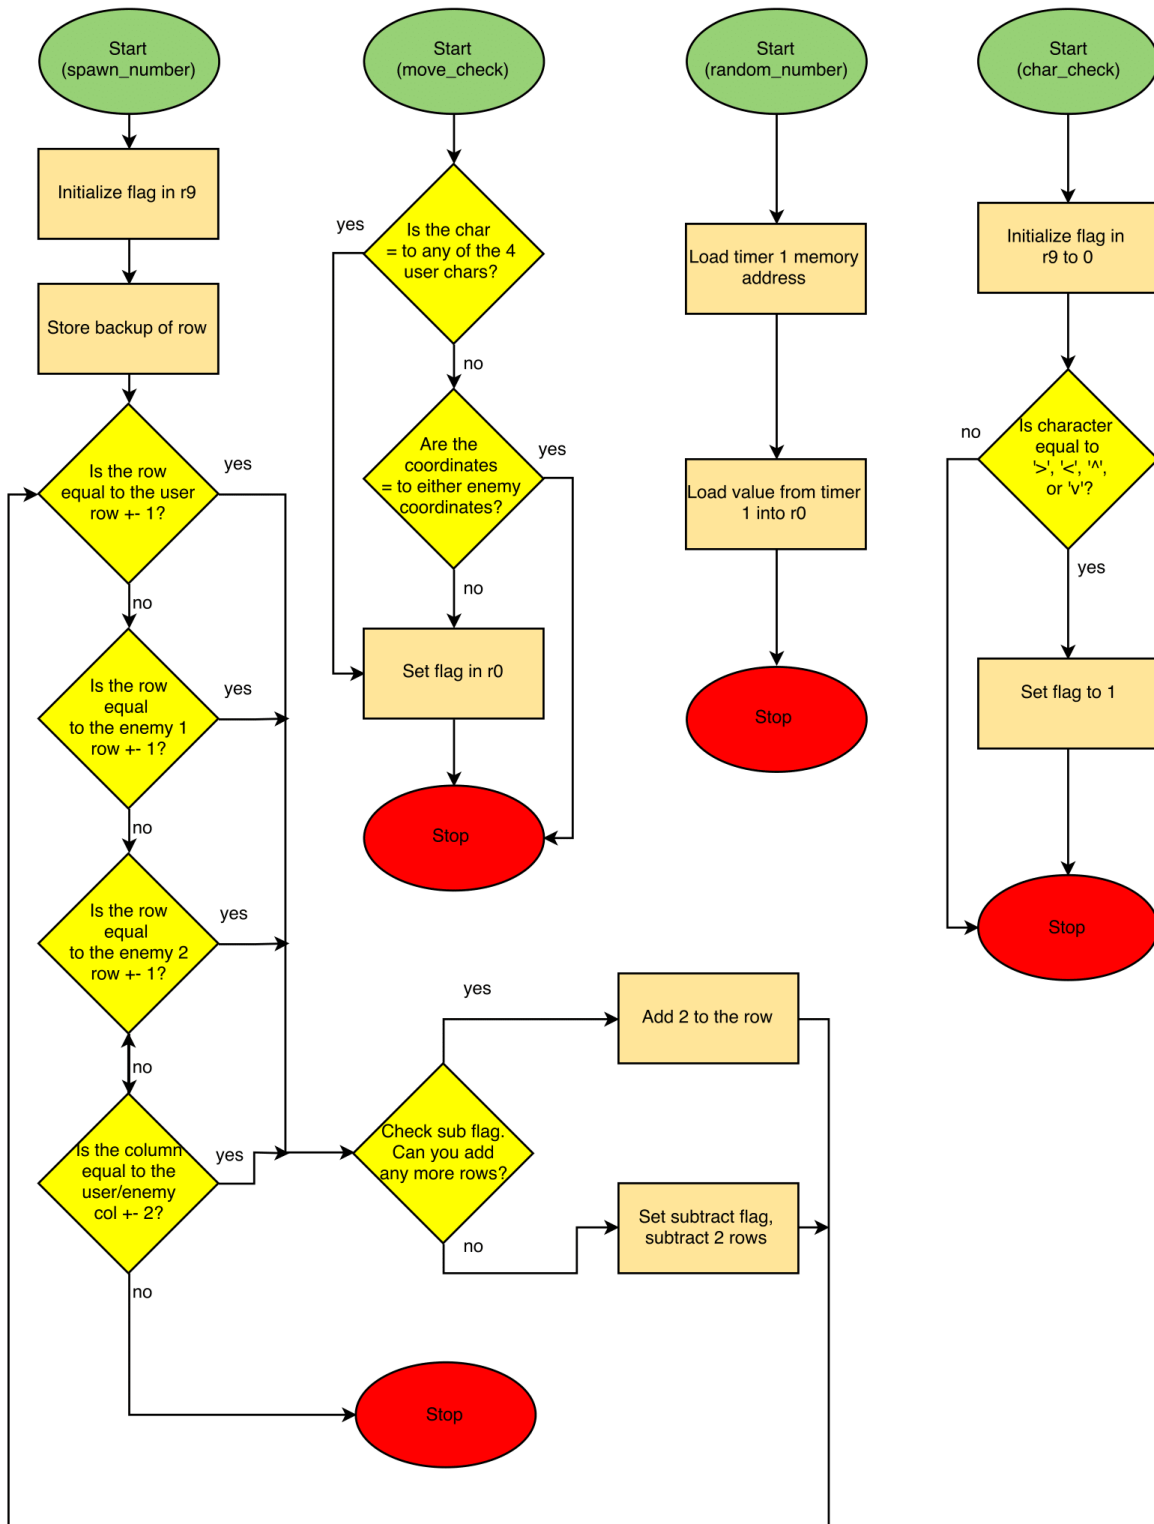 Start
(spawn_number)
Initialize flag in r9
Store backup of row
Is the row
equal to the user
row +- 1?
yes
no
Is the row
equal
to the enemy 1
row +- 1?
yes
no
Is the row
equal
to the enemy 2
row +- 1?
yes
no
Is the column
equal to the
user/enemy
col +- 2?
yes
no
Stop
Check sub flag.
Can you add
any more rows?
yes
no
Add 2 to the row
Set subtract flag,
subtract 2 rows
Start
(move_check)
Is the char
= to any of the 4
user chars?
yes
no
Are the
coordinates
= to either enemy
coordinates?
yes
no
Set flag in r0
Stop
Start
(random_number)
Load timer 1 memory
address
Load value from timer
1 into r0
Stop
Start
(char_check)
Initialize flag in
r9 to 0
Is character
equal to
'>', '<', '^',
or 'v'?
no
yes
Set flag to 1
Stop